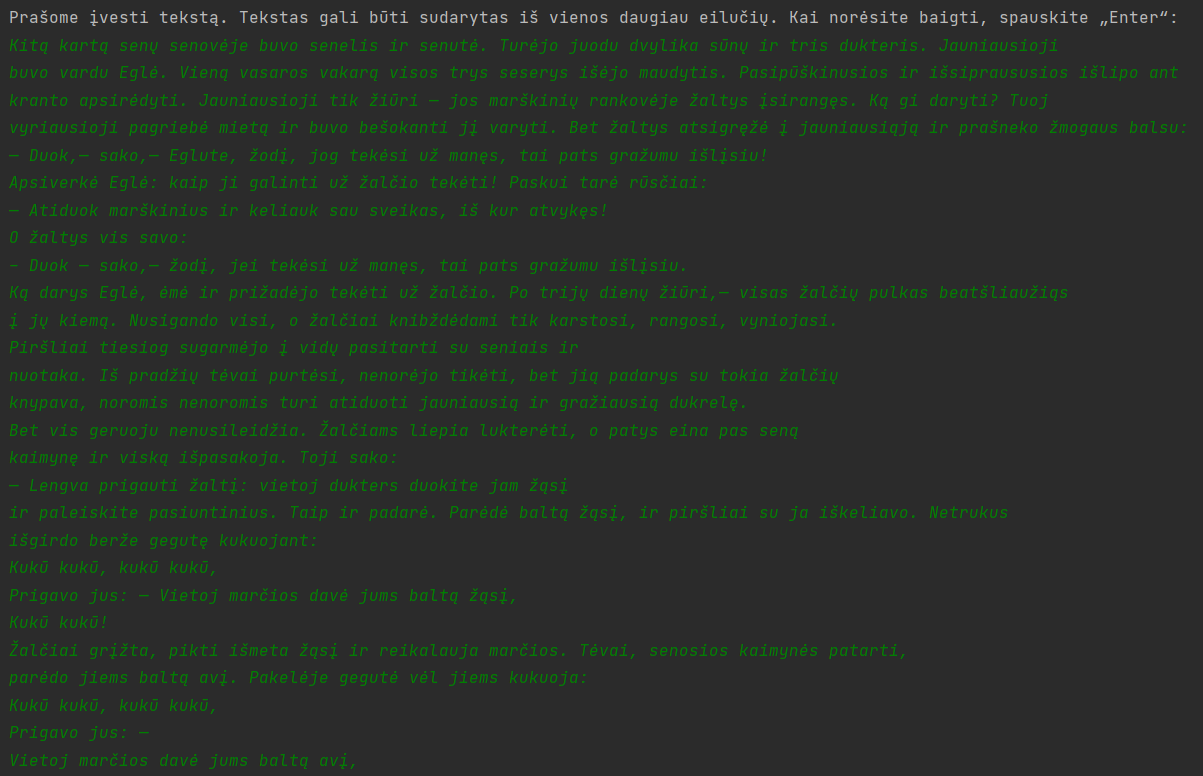 Prašome įvesti tekstą. Tekstas gali būti sudarytas iš vienos daugiau eilučių. Kai norėsite baigti, spauskite „Enter“:
Kitą kartą senų senovėje buvo senelis ir senutė. Turėjo juodu dvylika sūnų ir tris dukteris. Jauniausioji
buvo vardu Eglė. Vieną vasaros vakarą visos trys seserys išėjo maudytis. Pasipūškinusios ir išsiprausuṡios išlipo ant
kranto apsirėdyti. Jauniausioji tik žiūri — jos marškinių rankovėje žaltys įsirangęs. Ką gi daryti? Tuoj
vyriausioji pagriebė mietą ir buvo bešokanti jį varyti. Bet žaltys atsigręžė į jauniausiąją ir prašneko žmogaus balsu:
— Duok,— sako,— Eglute, žodį, jog tekėsi už manęs, tai pats gražumu išlįsiu!
Apsiverkė Eglė: kaip ji galinti už žalčio tekėti! Paskui tarė rūsčiai:
— Atiduok marškinius ir keliauk sau sveikas, iš kur atvykęs!
O žaltys vis savo:
- Duok — sako,— žodį, jei tekėsi už manęs, tai pats gražumu išlįsiu.
Ką darys Eglė, ėmė ir prižadėjo tekėti už žalčio. Po trijų dienų žiūri,— visas žalčių pulkas beatšliaužiąs
į jų kiemą. Nusigando visi, o žalčiai knibždėdami tik karstosi, rangosi, vyniojasi.
Piršliai tiesiog sugarmėjo į vidų pasitarti su seniais ir
nuotaka. Iš pradžių tėvai purtėsi, nenorėjo tikėti, bet jią padarys su tokia žalčių
knypava, noromis nenoromis turi atiduoti jauniausią ir gražiausią dukrelę.
Bet vis geruoju nenusileidžia. Žalčiams liepia lukterėti, o patys eina pas seną
kaimynę ir viską išpasakoja. Toji sako:
— Lengva prigauti žaltį: vietoj dukters duokite jam žąsį
ir paleiskite pasiuntinius. Taip ir padarė. Parėdė baltą žąsį, ir piršliai su ja iškeliavo. Netrukus
išgirdo berže gegutę kukuojant:
Kukū kukū, kukū kukū,
Prigavo jus: — Vietoj marčios davė jums baltą žąsį,
Kukū kukū!
Žalčiai grįžta, pikti išmeta žąsį ir reikalauja marčios. Tėvai, senosios kaimynės patarti,
parėdo jiems baltą avį. Pakelėje gegutė vėl jiems kukuoja:
Kukū kukū, kukū kukū,
Prigavo jus: —
Vietoj marčios davė jums baltą avį,